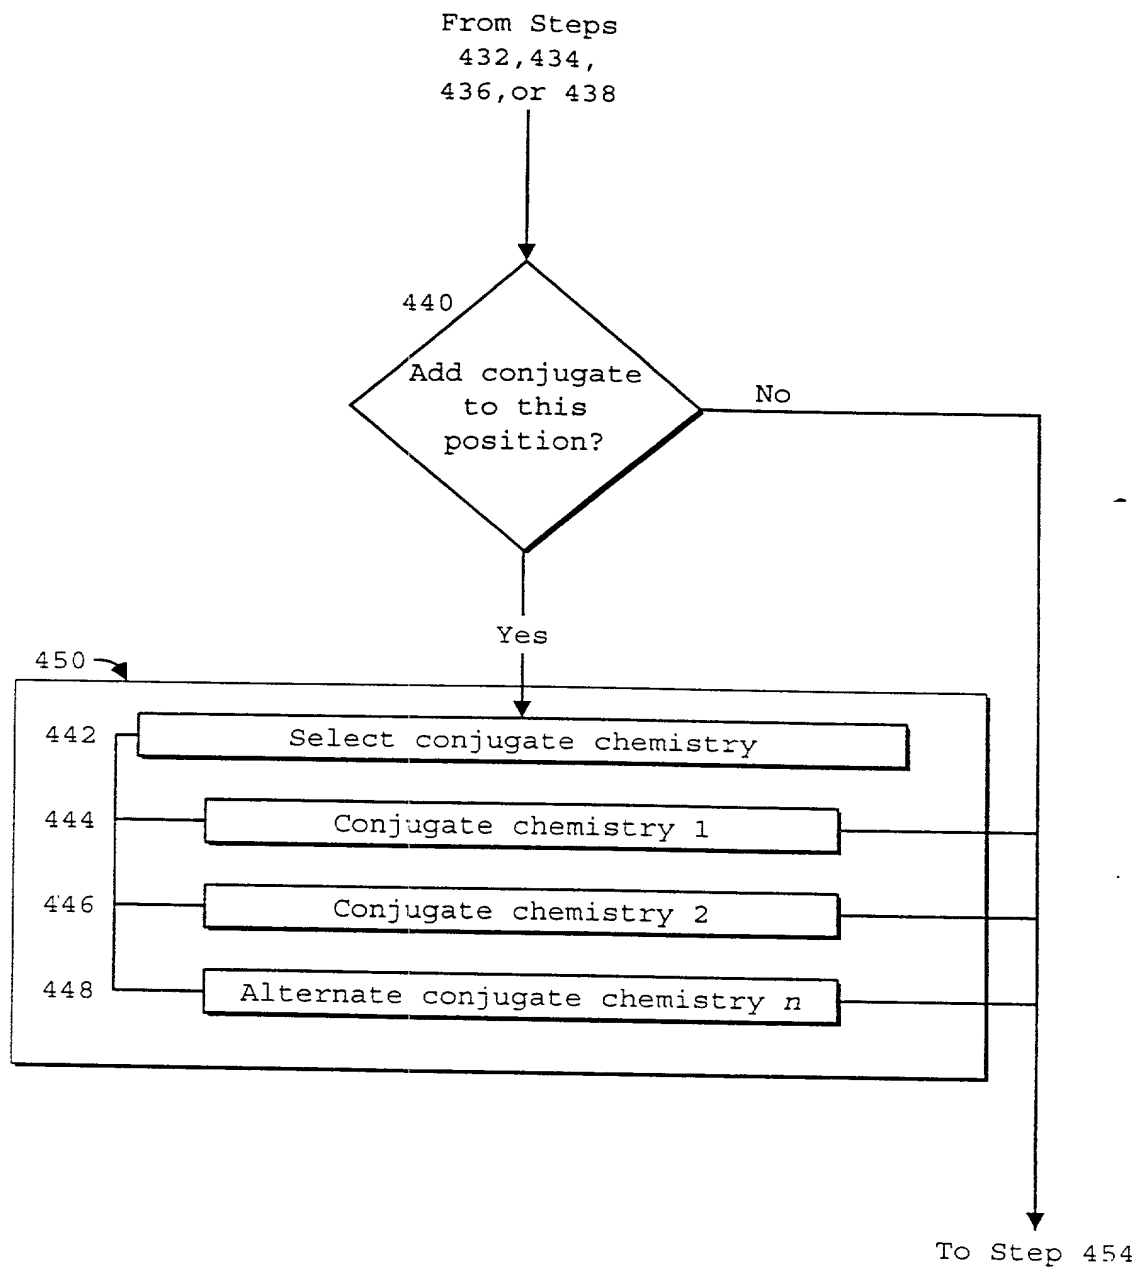 From Steps
432,434,
436,or 438
440
Add conjugate
to this
position?
No
Yes
450
442
Select conjugate chemistry
444
Conjugate chemistry 1
446
Conjugate chemistry 2
448
Alternate conjugate chemistry n
To Step 454